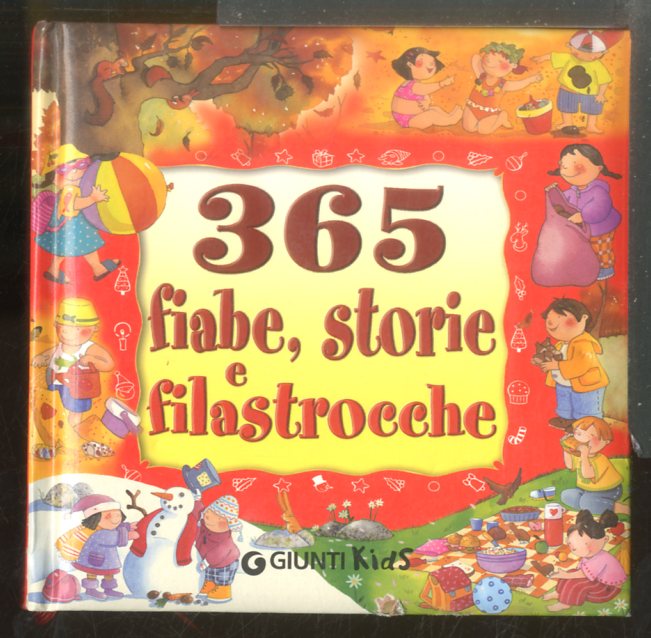 365
fiabe, storie
e
filastrocche
GIUNTI Kids